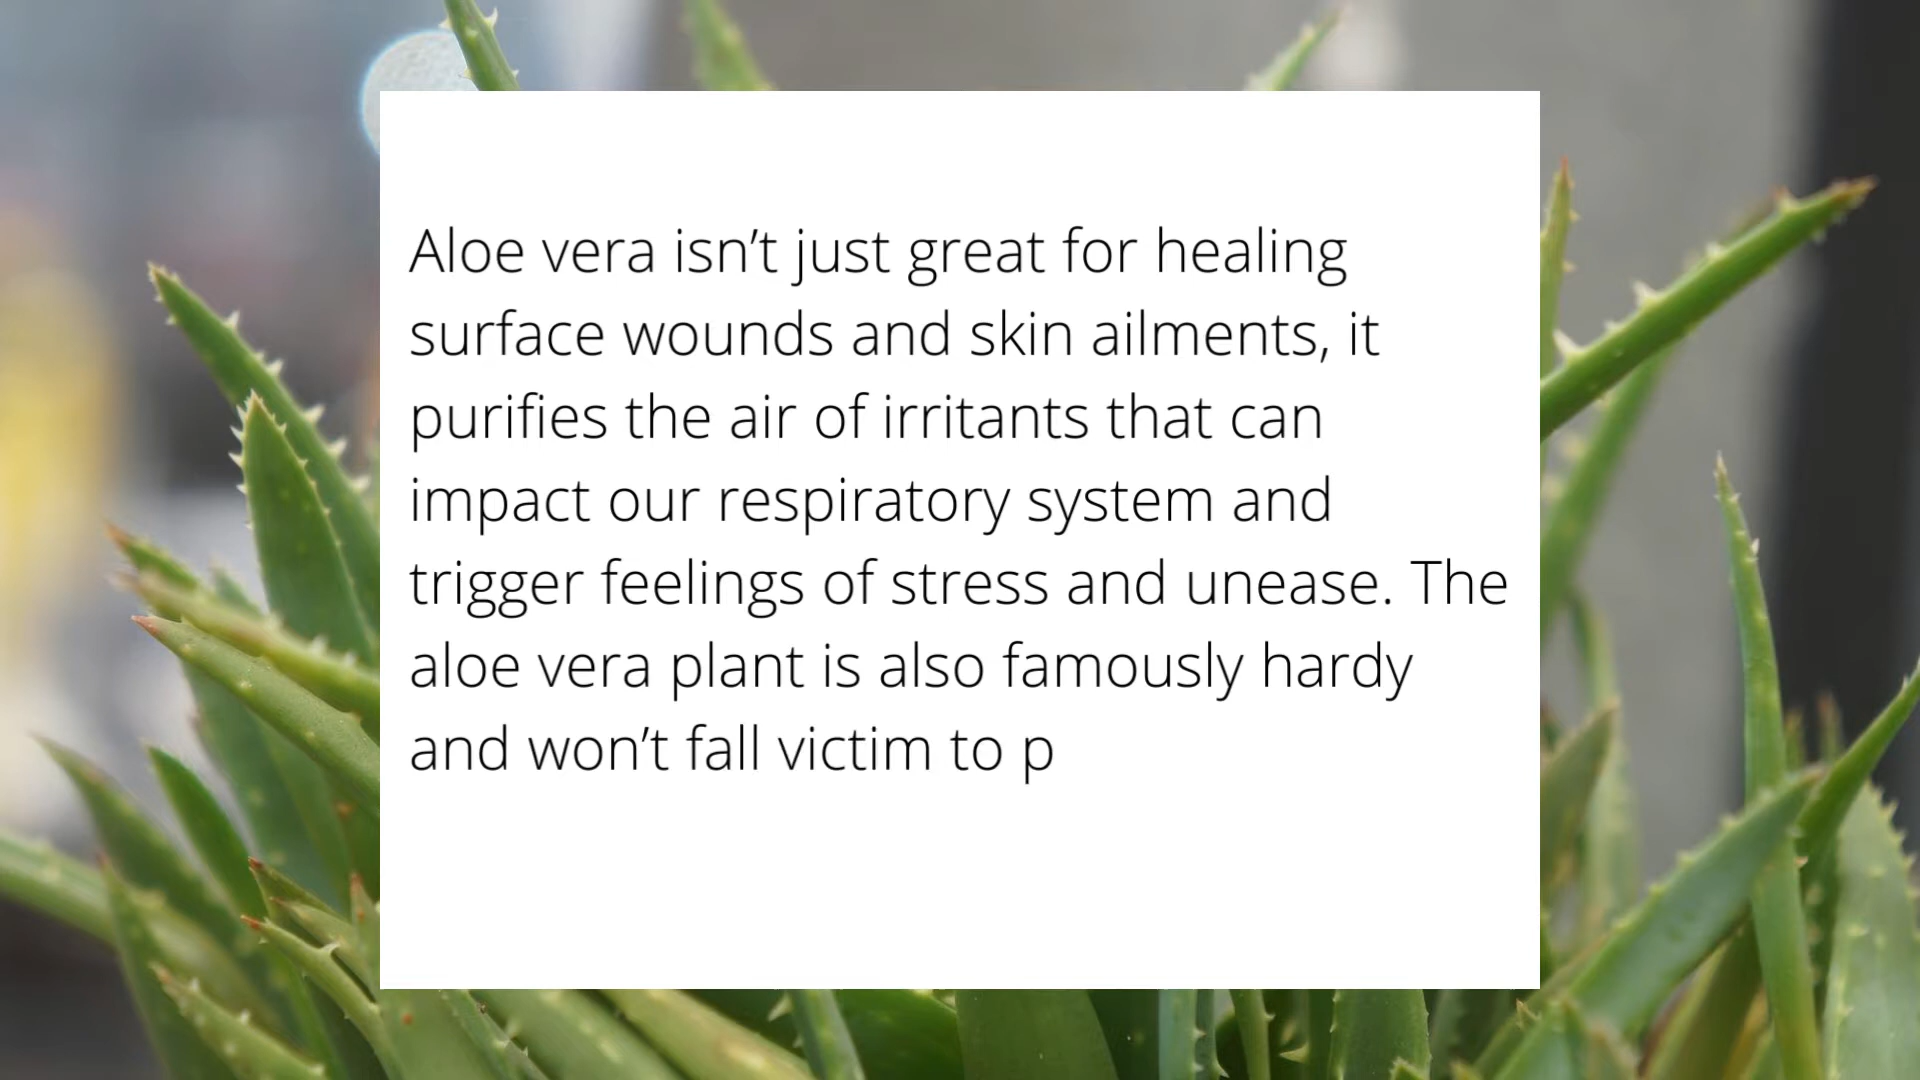 Aloe vera isn’t just great for healing
surface wounds and skin ailments, it
purifies the air of irritants that can
impact our respiratory system and
trigger feelings of stress and unease. The
aloe vera plant is also famously hardy
and won’t fall victim to p